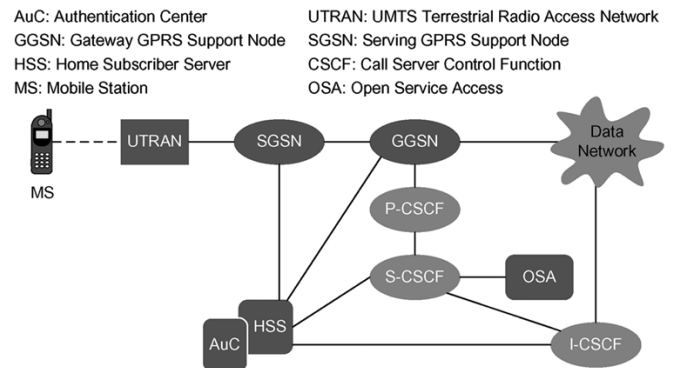 AuC: Authentication Center
UTRAN: UMTS Terrestrial Radio Access Network
GGSN: Gateway GPRS Support Node
SGSN: Serving GPRS Support Node
HSS: Home Subscriber Server
CSCF: Call Server Control Function
MS: Mobile Station
OSA: Open Service Access
UTRAN
SGSN
GGSN
Data
Network
MS
P-CSCF
S-CSCF
OSA
HSS
AuC
I-CSCF